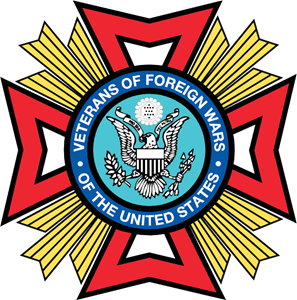 VETERANS OF FOREIGN WARS
OF THE UNITED STATES